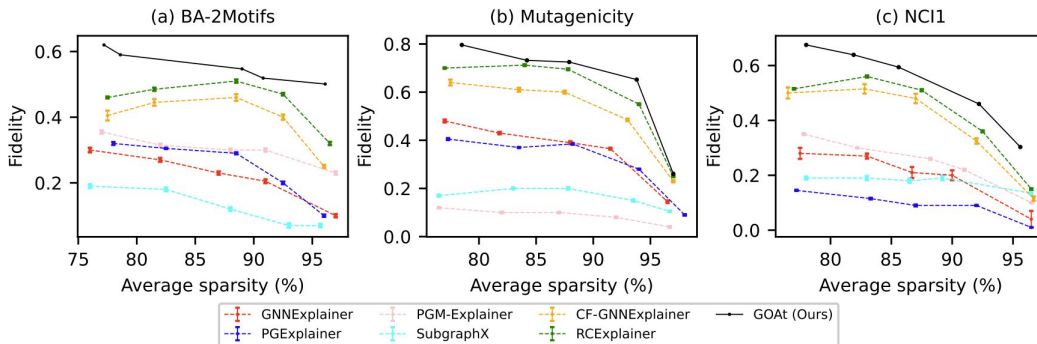 (a) BA-2Motifs
0.6
0.4
0.2
Fidelity
75 80 85 90 95
Average sparsity (%)
(b) Mutagenicity
0.8
0.6
0.4
0.2
0.0
Fidelity
80 85 90 95
Average sparsity (%)
(c) NCI1
0.6
0.4
0.2
0.0
Fidelity
80 85 90 95
Average sparsity (%)
GNNExplainer PGM-Explainer CF-GNNExplainer GOAt (Ours)
PGExplainer SubgraphX RCExplainer